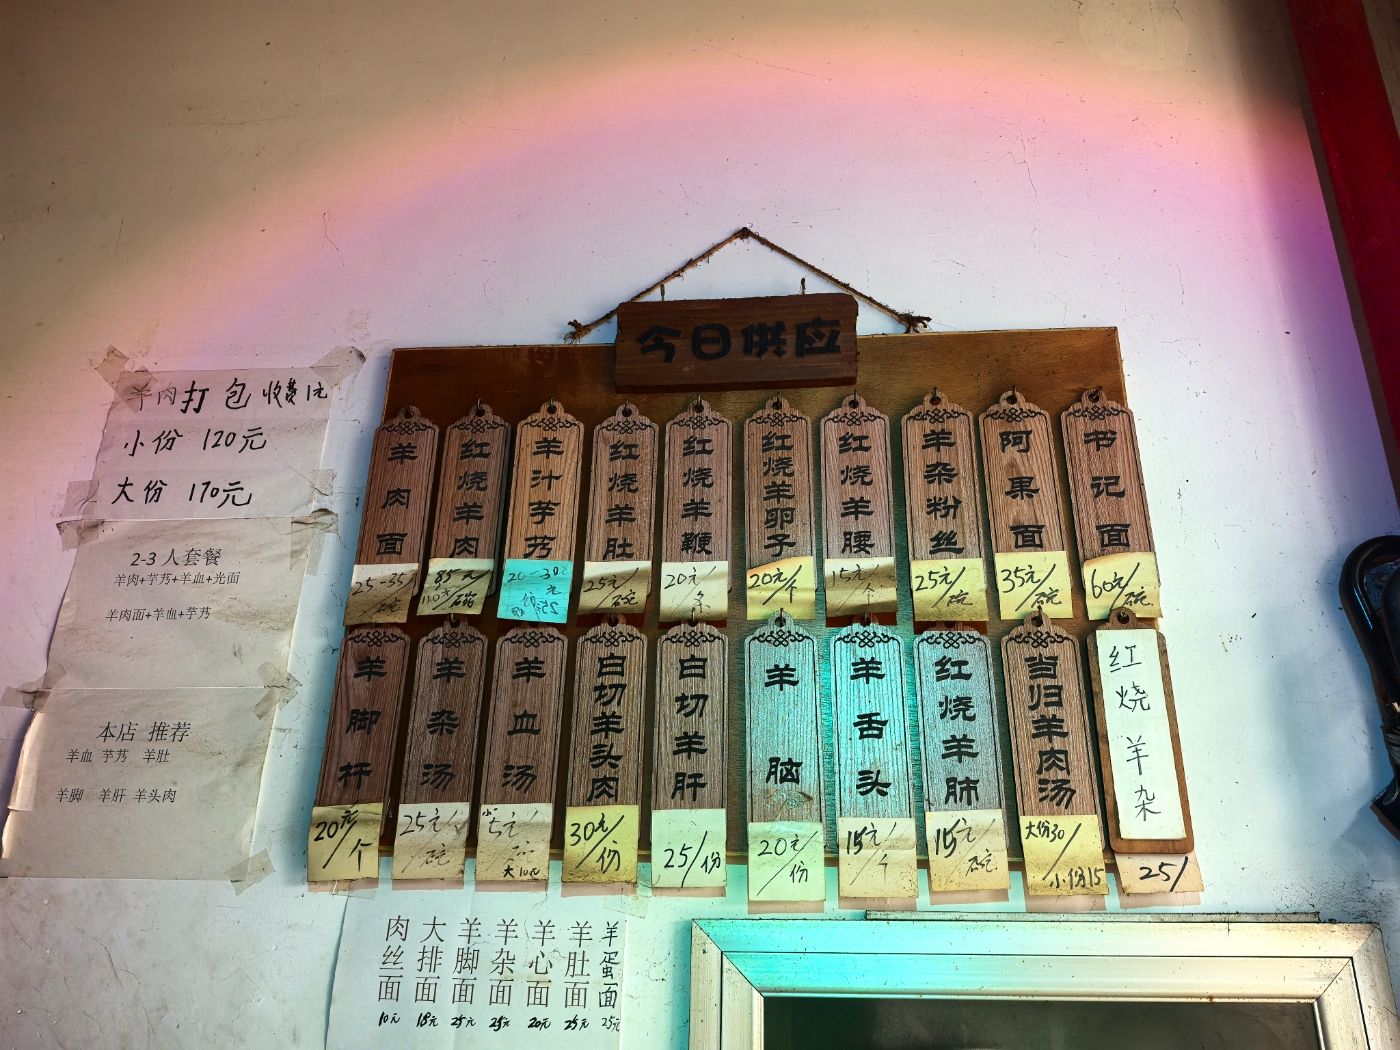 今日供应
羊肉打包收费1元
小份 120元
大份 170元
2-3人套餐
羊肉+芋艿+羊血+光面
羊肉面+羊血+芋艿
本店 推荐
羊血 芋艿 羊肚
羊脚 羊肝 羊头肉
羊肉面
25-35/碗
红烧羊肉
85元
110元/碗
羊汁芋艿
20-30元
红烧羊肚
25元/碗
红烧羊鞭
20元/条
红烧羊卵子
20元/个
红烧羊腰
15元/个
羊杂粉丝
25元/碗
阿果面
35元/碗
书记面
60元/碗
羊脚杆
20元/个
羊杂汤
25元/碗
羊血汤
小5元/
大10元
白切羊头肉
30元/份
白切羊肝
25/份
羊脑
20元/份
羊舌头
15元/个
红烧羊肺
15元/碗
当归羊肉汤
大份30/
小份15
红烧羊杂
25/
肉丝面 10元
大排面 18元
羊脚面 25元
羊杂面 25元
羊心面 20元
羊肚面 25元
羊蛋面 25元